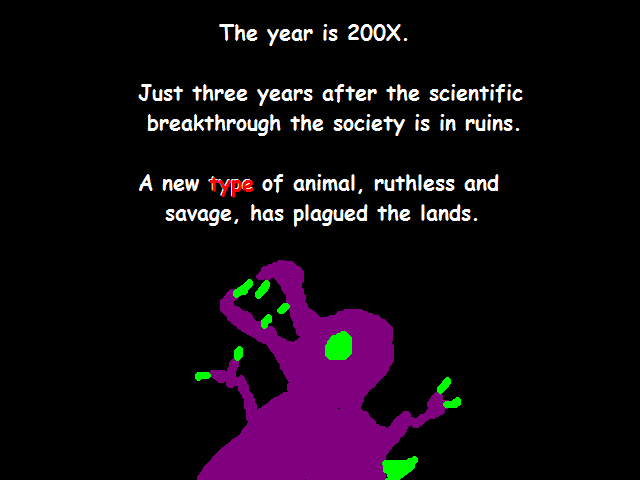 The year is 200X.
Just three years after the scientific
breakthrough the society is in ruins.
A new type of animal, ruthless and
savage, has plagued the lands.